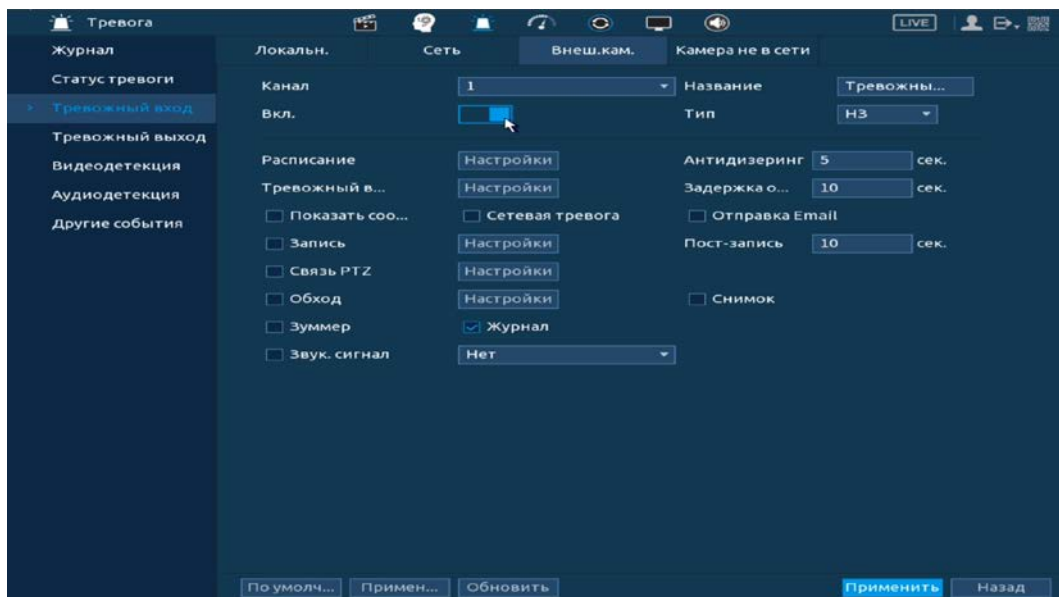 Тревога LIVE
Журнал
Статус тревоги
Тревожный вход
Тревожный выход
Видеодетекция
Аудиодетекция
Другие события
Локальн. Сеть Внеш.кам. Камера не в сети
Канал 1 Название Тревожны...
Вкл. Тип НЗ
Расписание Настройки Антидизеринг 5 сек.
Тревожный в... Настройки Задержка о... 10 сек.
Показать соо... Сетевая тревога Отправка Email
Запись Настройки Пост-запись 10 сек.
Связь PTZ Настройки
Обход Настройки Снимок
Зуммер Журнал
Звук. сигнал Нет
По умолч... Примен... Обновить Применить Назад